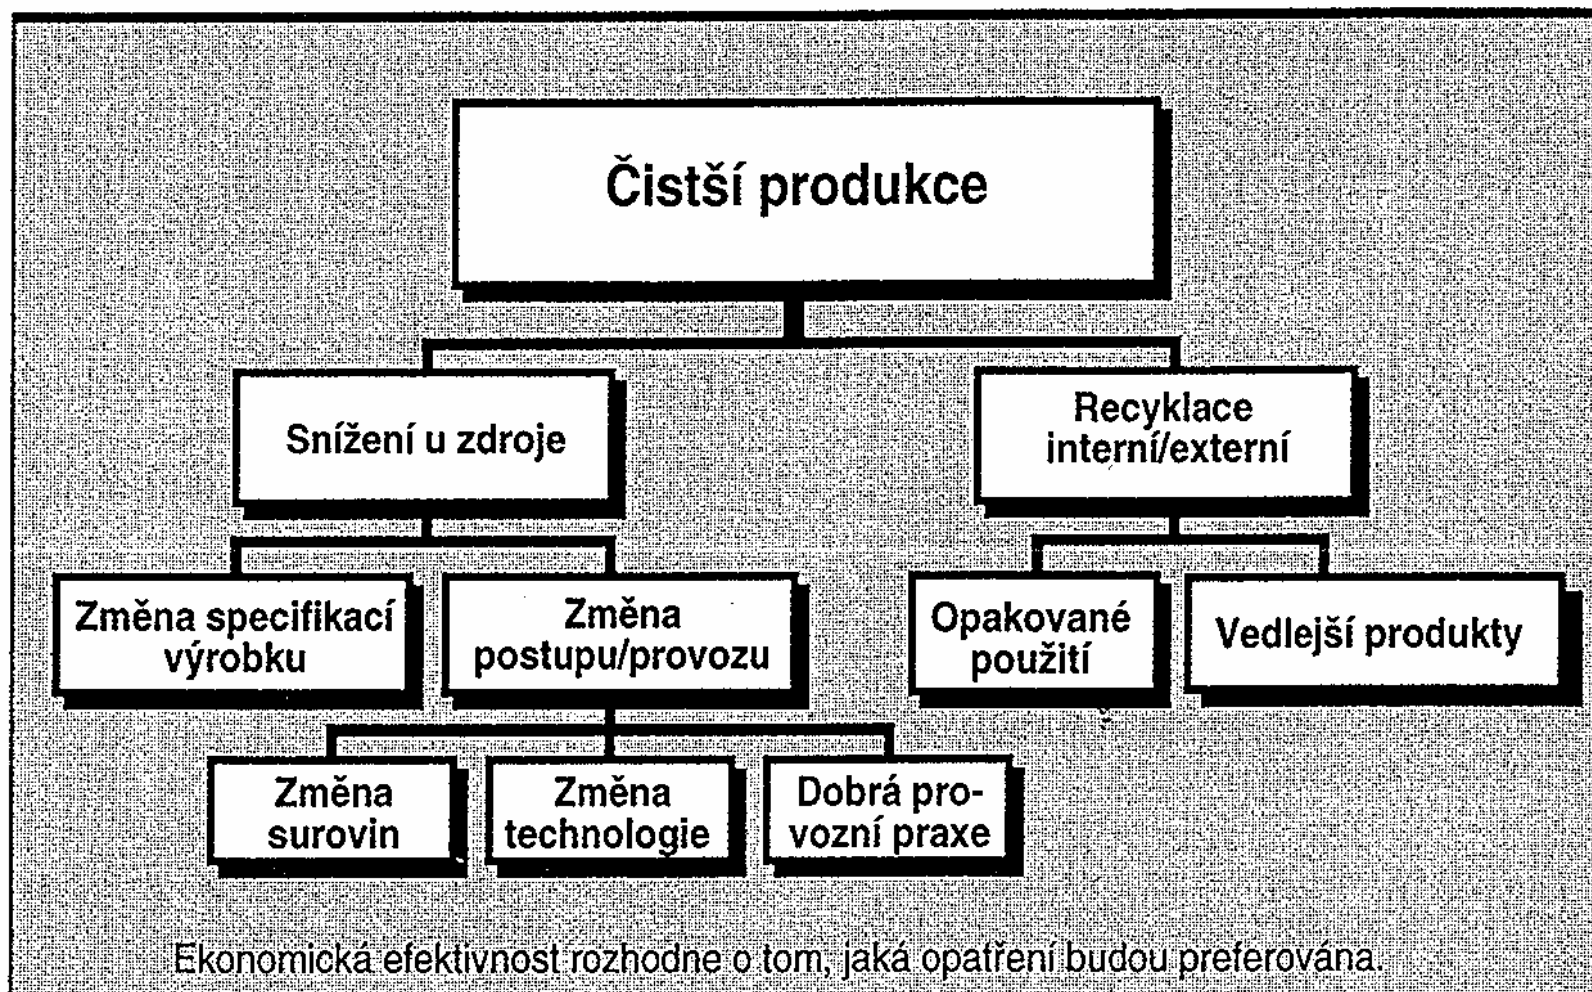 Čistší produkce
Snížení u zdroje
Recyklace
interní/externí
Změna specifikací
výrobku
Změna
postupu/provozu
Opakované
použití
Vedlejší produkty
Změna
surovin
Změna
technologie
Dobrá pro-
vozní praxe
Ekonomická efektivnost rozhodne o tom, jaká opatření budou preferována.